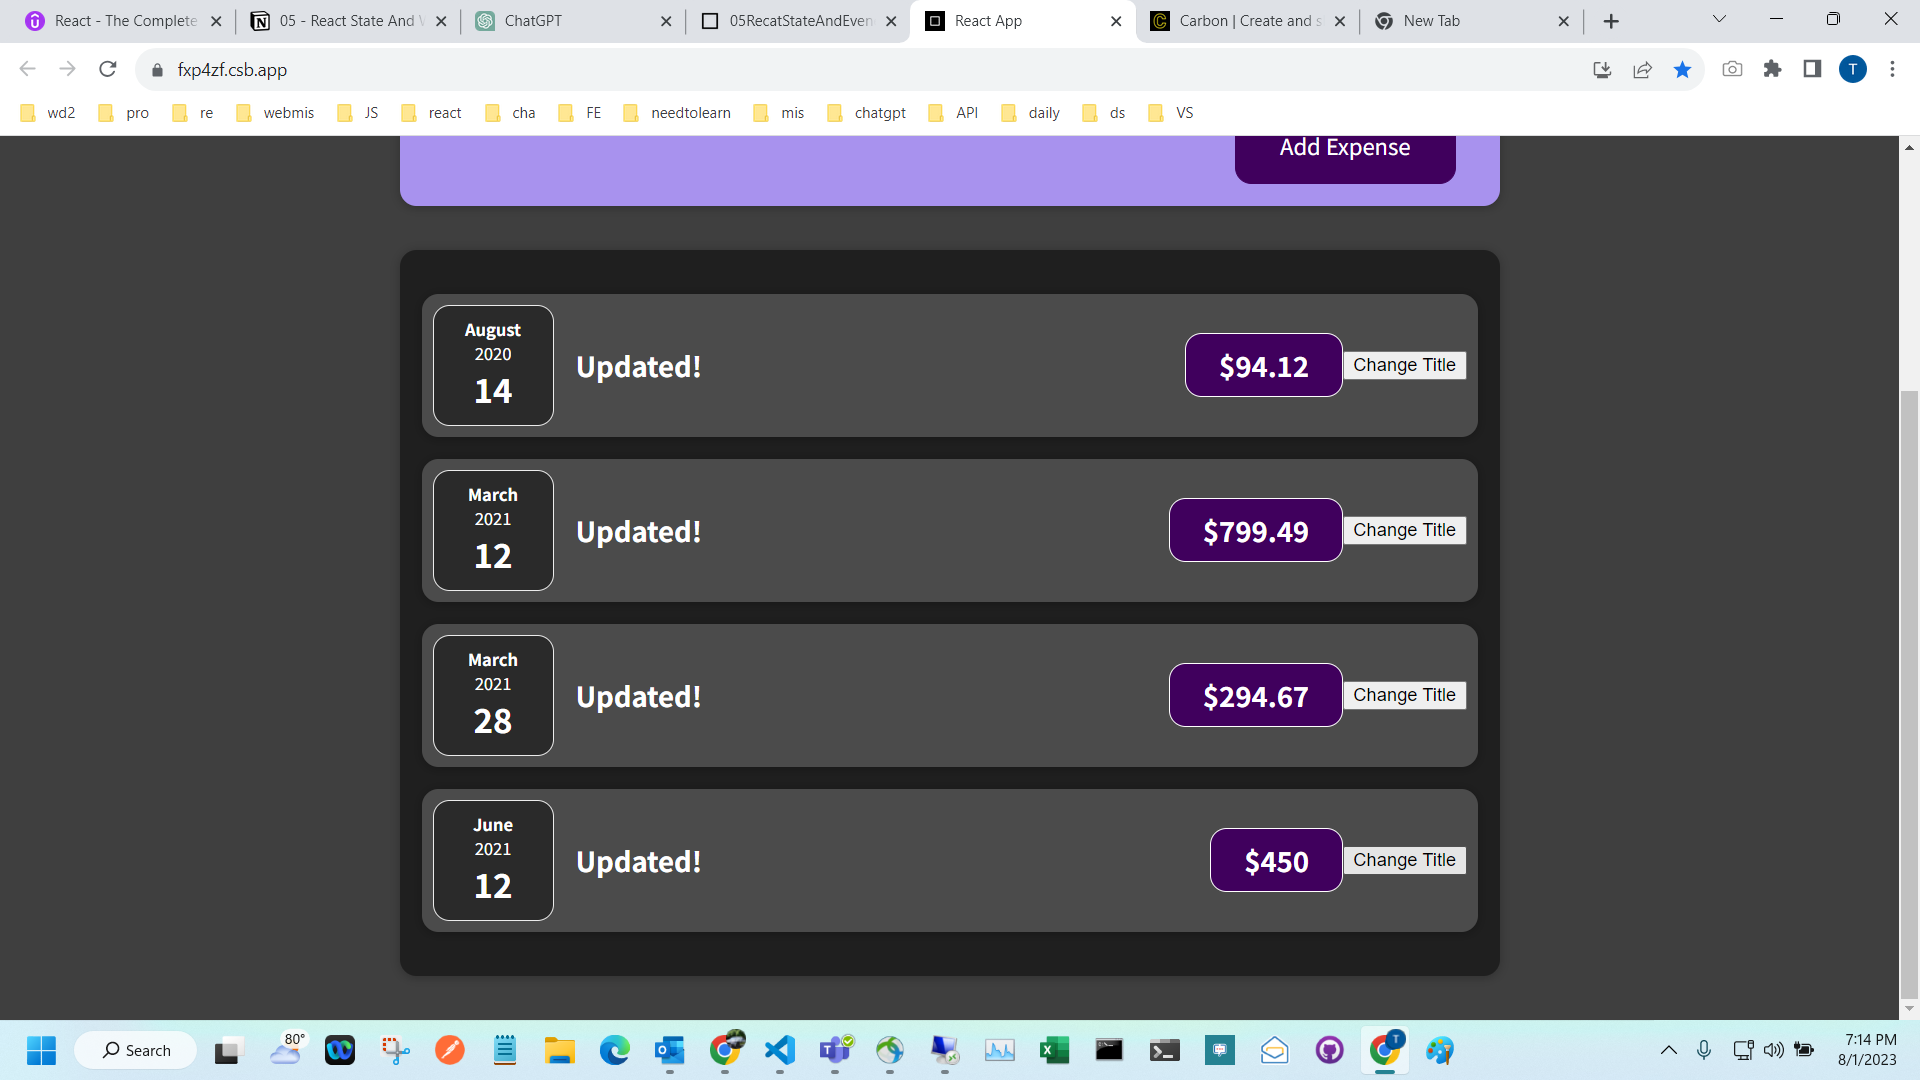 React - The Complete
05 - React State And W
ChatGPT
05RecatStateAndEven
React App
Carbon | Create and s
New Tab
fxp4zf.csb.app
T
wd2
pro
re
webmis
JS
react
cha
FE
needtolearn
mis
chatgpt
API
daily
ds
VS
Add Expense
August
2020
14
Updated!
$94.12
Change Title
March
2021
12
Updated!
$799.49
Change Title
March
2021
28
Updated!
$294.67
Change Title
June
2021
12
Updated!
$450
Change Title
Search
80°
T
7:14 PM
8/1/2023